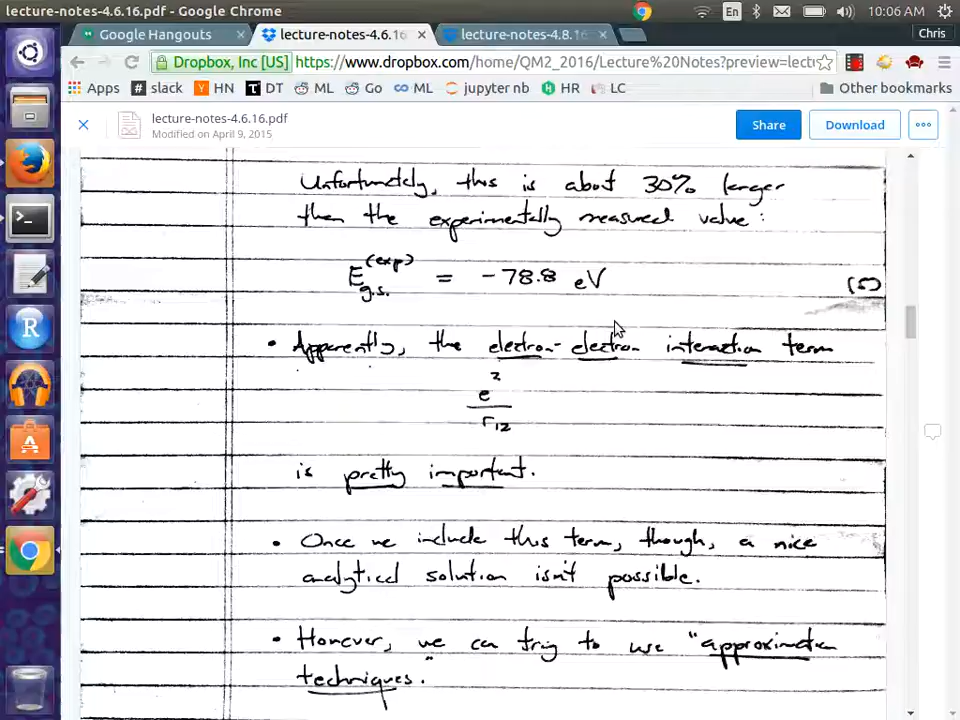 lecture-notes-4.6.16.pdf - Google Chrome
En
10:06 AM
Google Hangouts
lecture-notes-4.6.16
lecture-notes-4.8.16
Chris
Dropbox, Inc [US]
https://www.dropbox.com/home/QM2_2016/Lecture%20Notes?preview=lect
Apps
slack
HN
DT
ML
Go
ML
jupyter nb
HR
LC
Other bookmarks
lecture-notes-4.6.16.pdf
Modified on April 9, 2015
Share
Download
Unfortunately, this is about 30% larger
than the experimentally measured value:
E g.s. (exp) = -78.8 eV (5)
• Apparently, the electron-electron interaction term
e²
r₁₂
is pretty important.
• Once we include this term, though, a nice
analytical solution isn't possible.
• However, we can try to use "approximation
techniques."